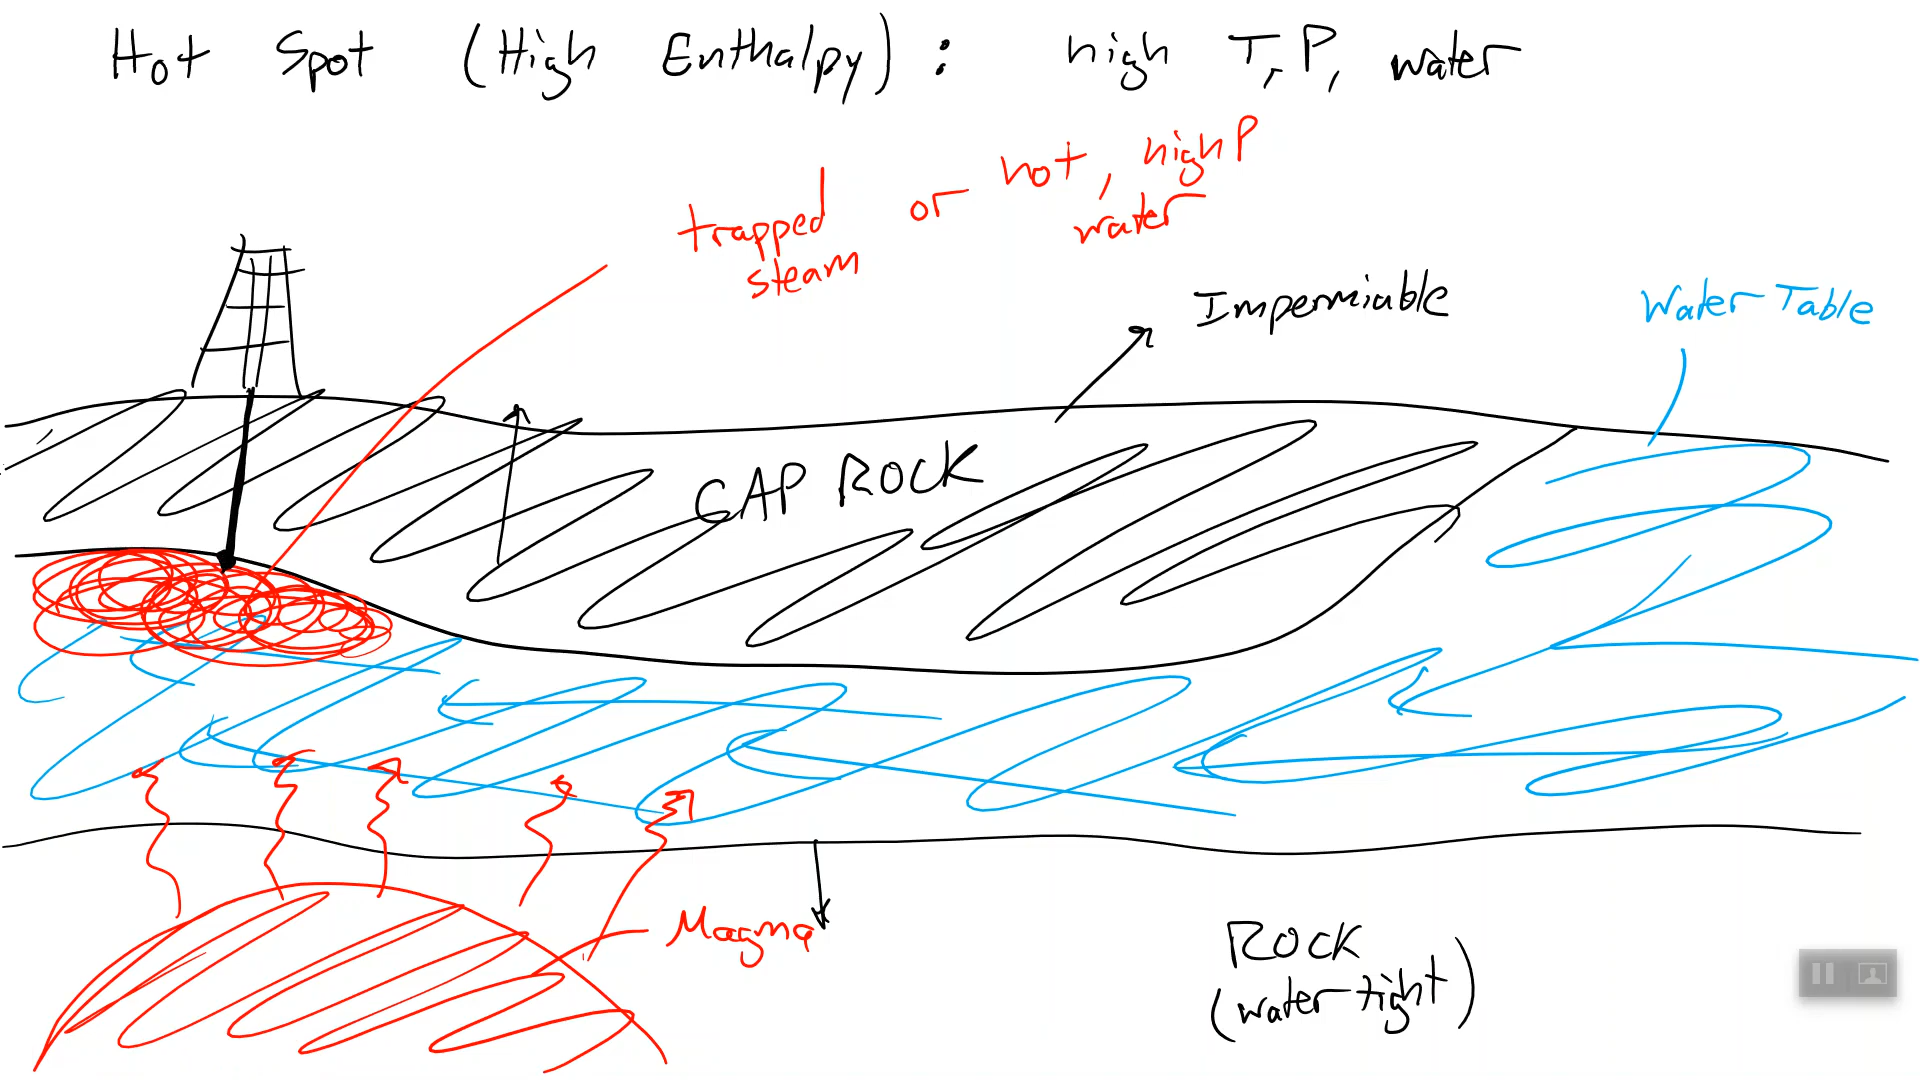 Hot Spot (High Enthalpy) : high T, P, water
trapped steam or hot, high P water
Impermiable
Water Table
CAP ROCK
Magma
ROCK
(water tight)